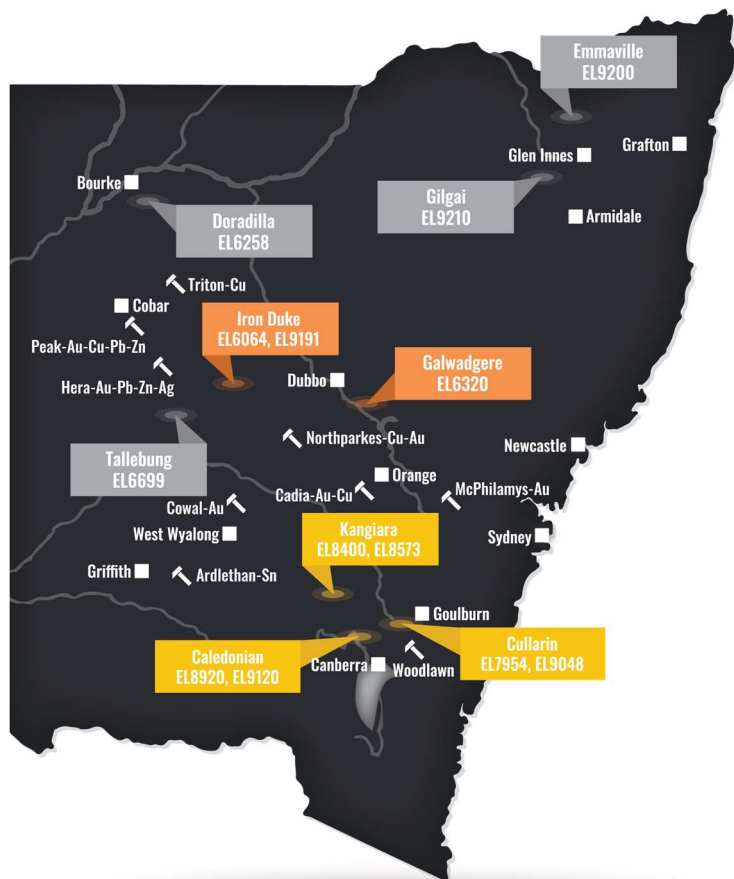 Emmaville
EL9200
Glen Innes
Grafton
Bourke
Gilgai
EL9210
Armidale
Doradilla
EL6258
Triton-Cu
Cobar
Iron Duke
EL6064, EL9191
Peak-Au-Cu-Pb-Zn
Galwadgere
EL6320
Hera-Au-Pb-Zn-Ag
Dubbo
Northparkes-Cu-Au
Newcastle
Tallebung
EL6699
Orange
Cadia-Au-Cu
McPhilamys-Au
Cowal-Au
Kangiara
EL8400, EL8573
West Wyalong
Sydney
Griffith
Ardlethan-Sn
Goulburn
Caledonian
EL8920, EL9120
Cullarin
EL7954, EL9048
Canberra
Woodlawn